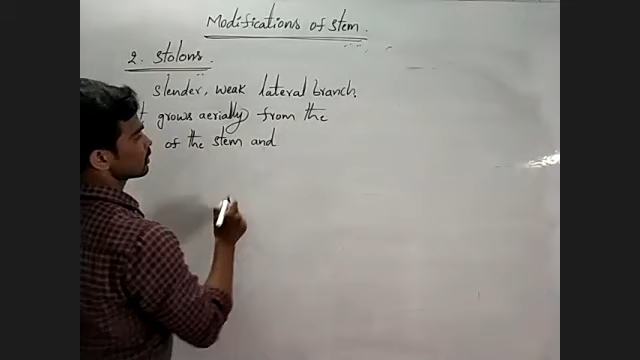 Modifications of stem.
2. Stolons.
slender, weak lateral branch.
grows aerially from the
of the stem and